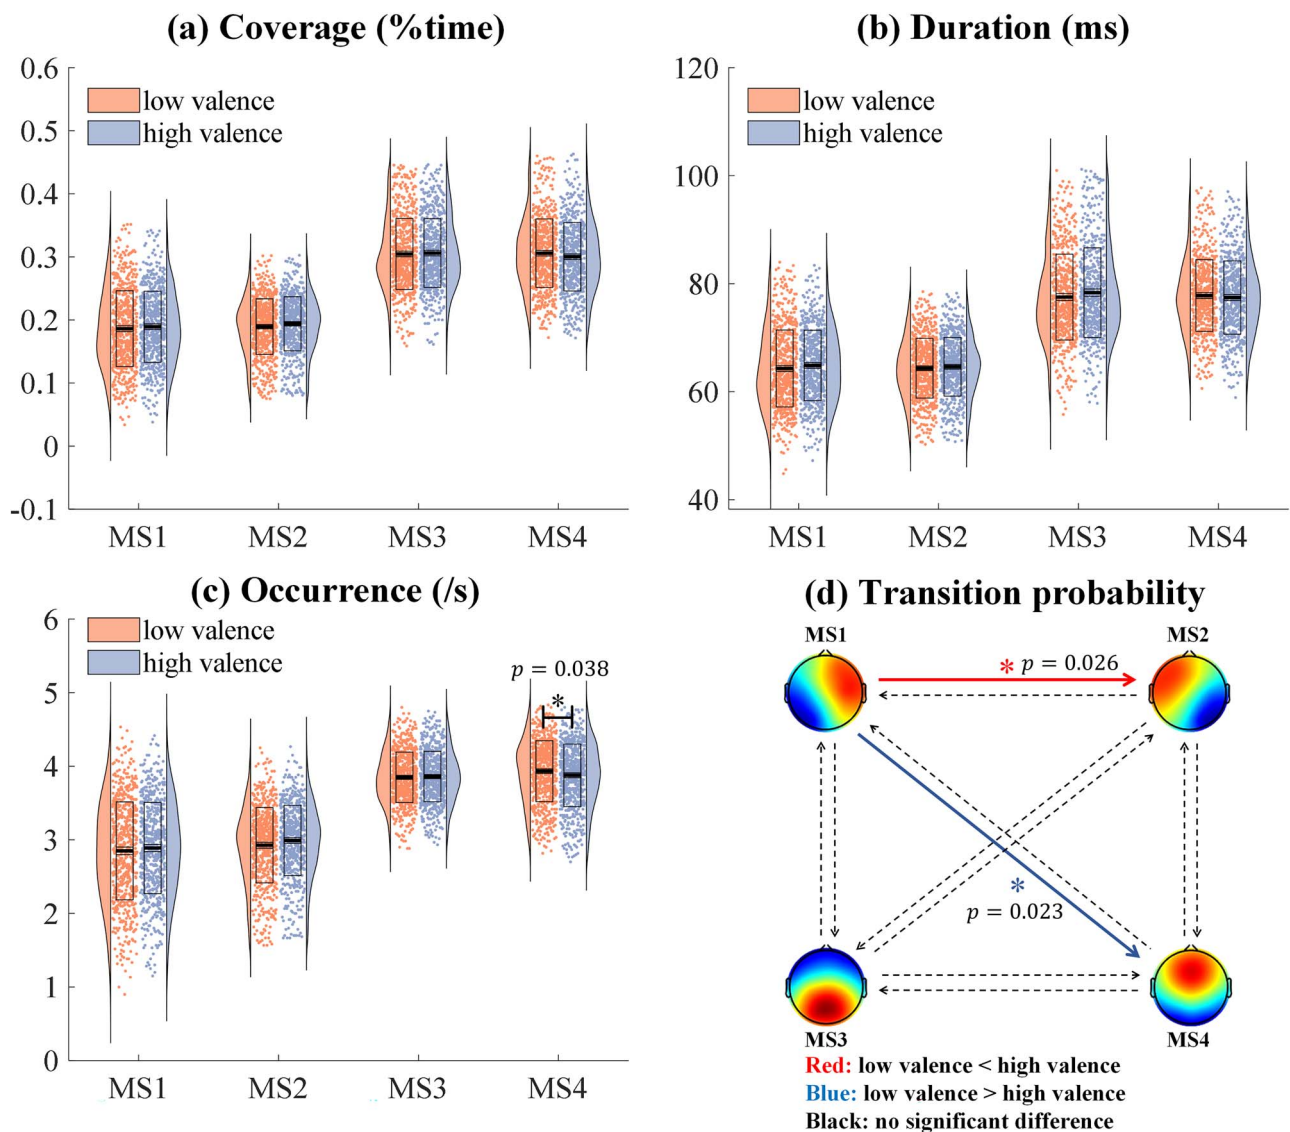 (a) Coverage (%time)
0.6
0.5
0.4
0.3
0.2
0.1
0
-0.1
low valence
high valence
MS1 MS2 MS3 MS4
(b) Duration (ms)
120
100
80
60
40
low valence
high valence
MS1 MS2 MS3 MS4
(c) Occurrence (/s)
6
5
4
3
2
1
0
low valence
high valence
p = 0.038
*
MS1 MS2 MS3 MS4
(d) Transition probability
MS1 MS2
* p = 0.026
*
p = 0.023
MS3 MS4
Red: low valence < high valence
Blue: low valence > high valence
Black: no significant difference